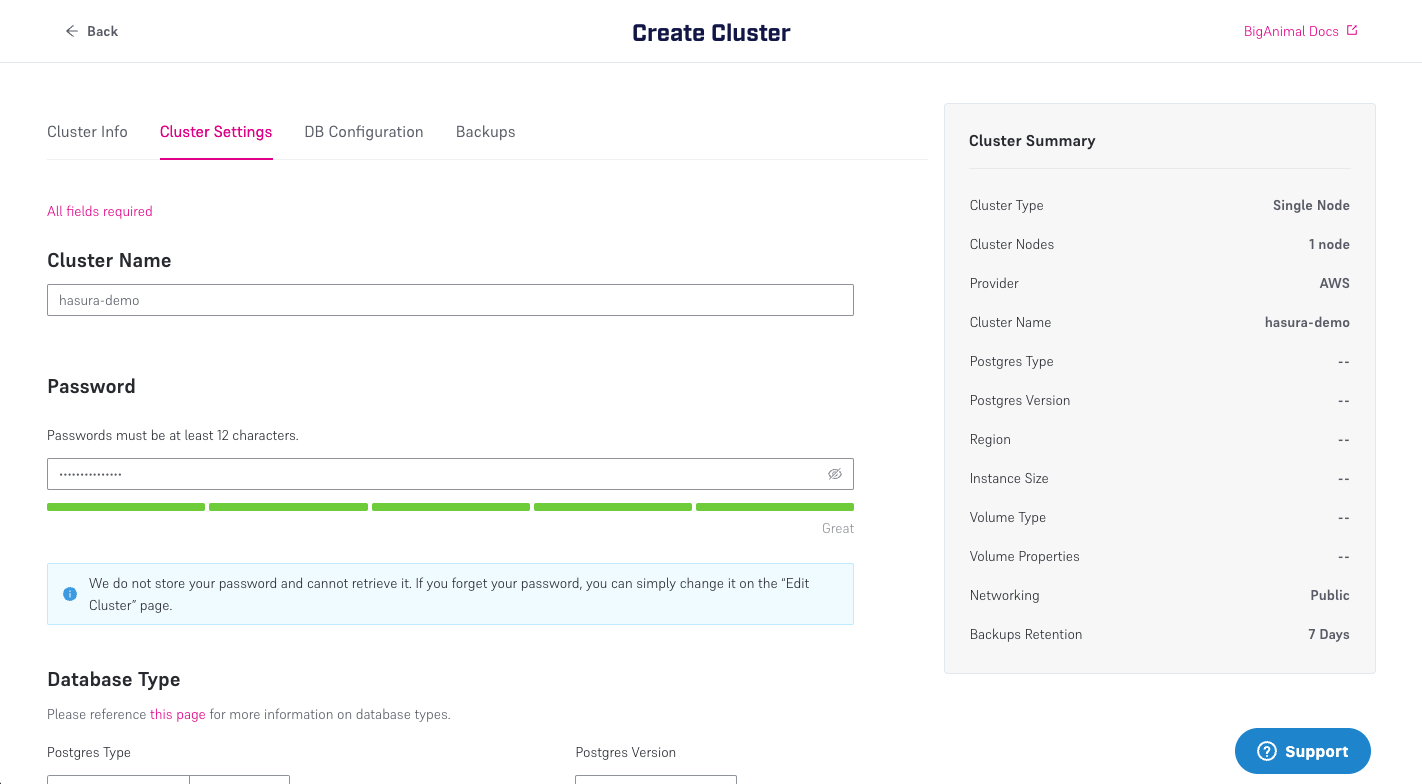 Back
Create Cluster
BigAnimal Docs
Cluster Info
Cluster Settings
DB Configuration
Backups
All fields required
Cluster Name
hasura-demo
Password
Passwords must be at least 12 characters.
•••••••••••••••
Great
We do not store your password and cannot retrieve it. If you forget your password, you can simply change it on the “Edit
Cluster” page.
Database Type
Please reference this page for more information on database types.
Postgres Type
Postgres Version
Cluster Summary
Cluster Type Single Node
Cluster Nodes 1 node
Provider AWS
Cluster Name hasura-demo
Postgres Type --
Postgres Version --
Region --
Instance Size --
Volume Type --
Volume Properties --
Networking Public
Backups Retention 7 Days
Support